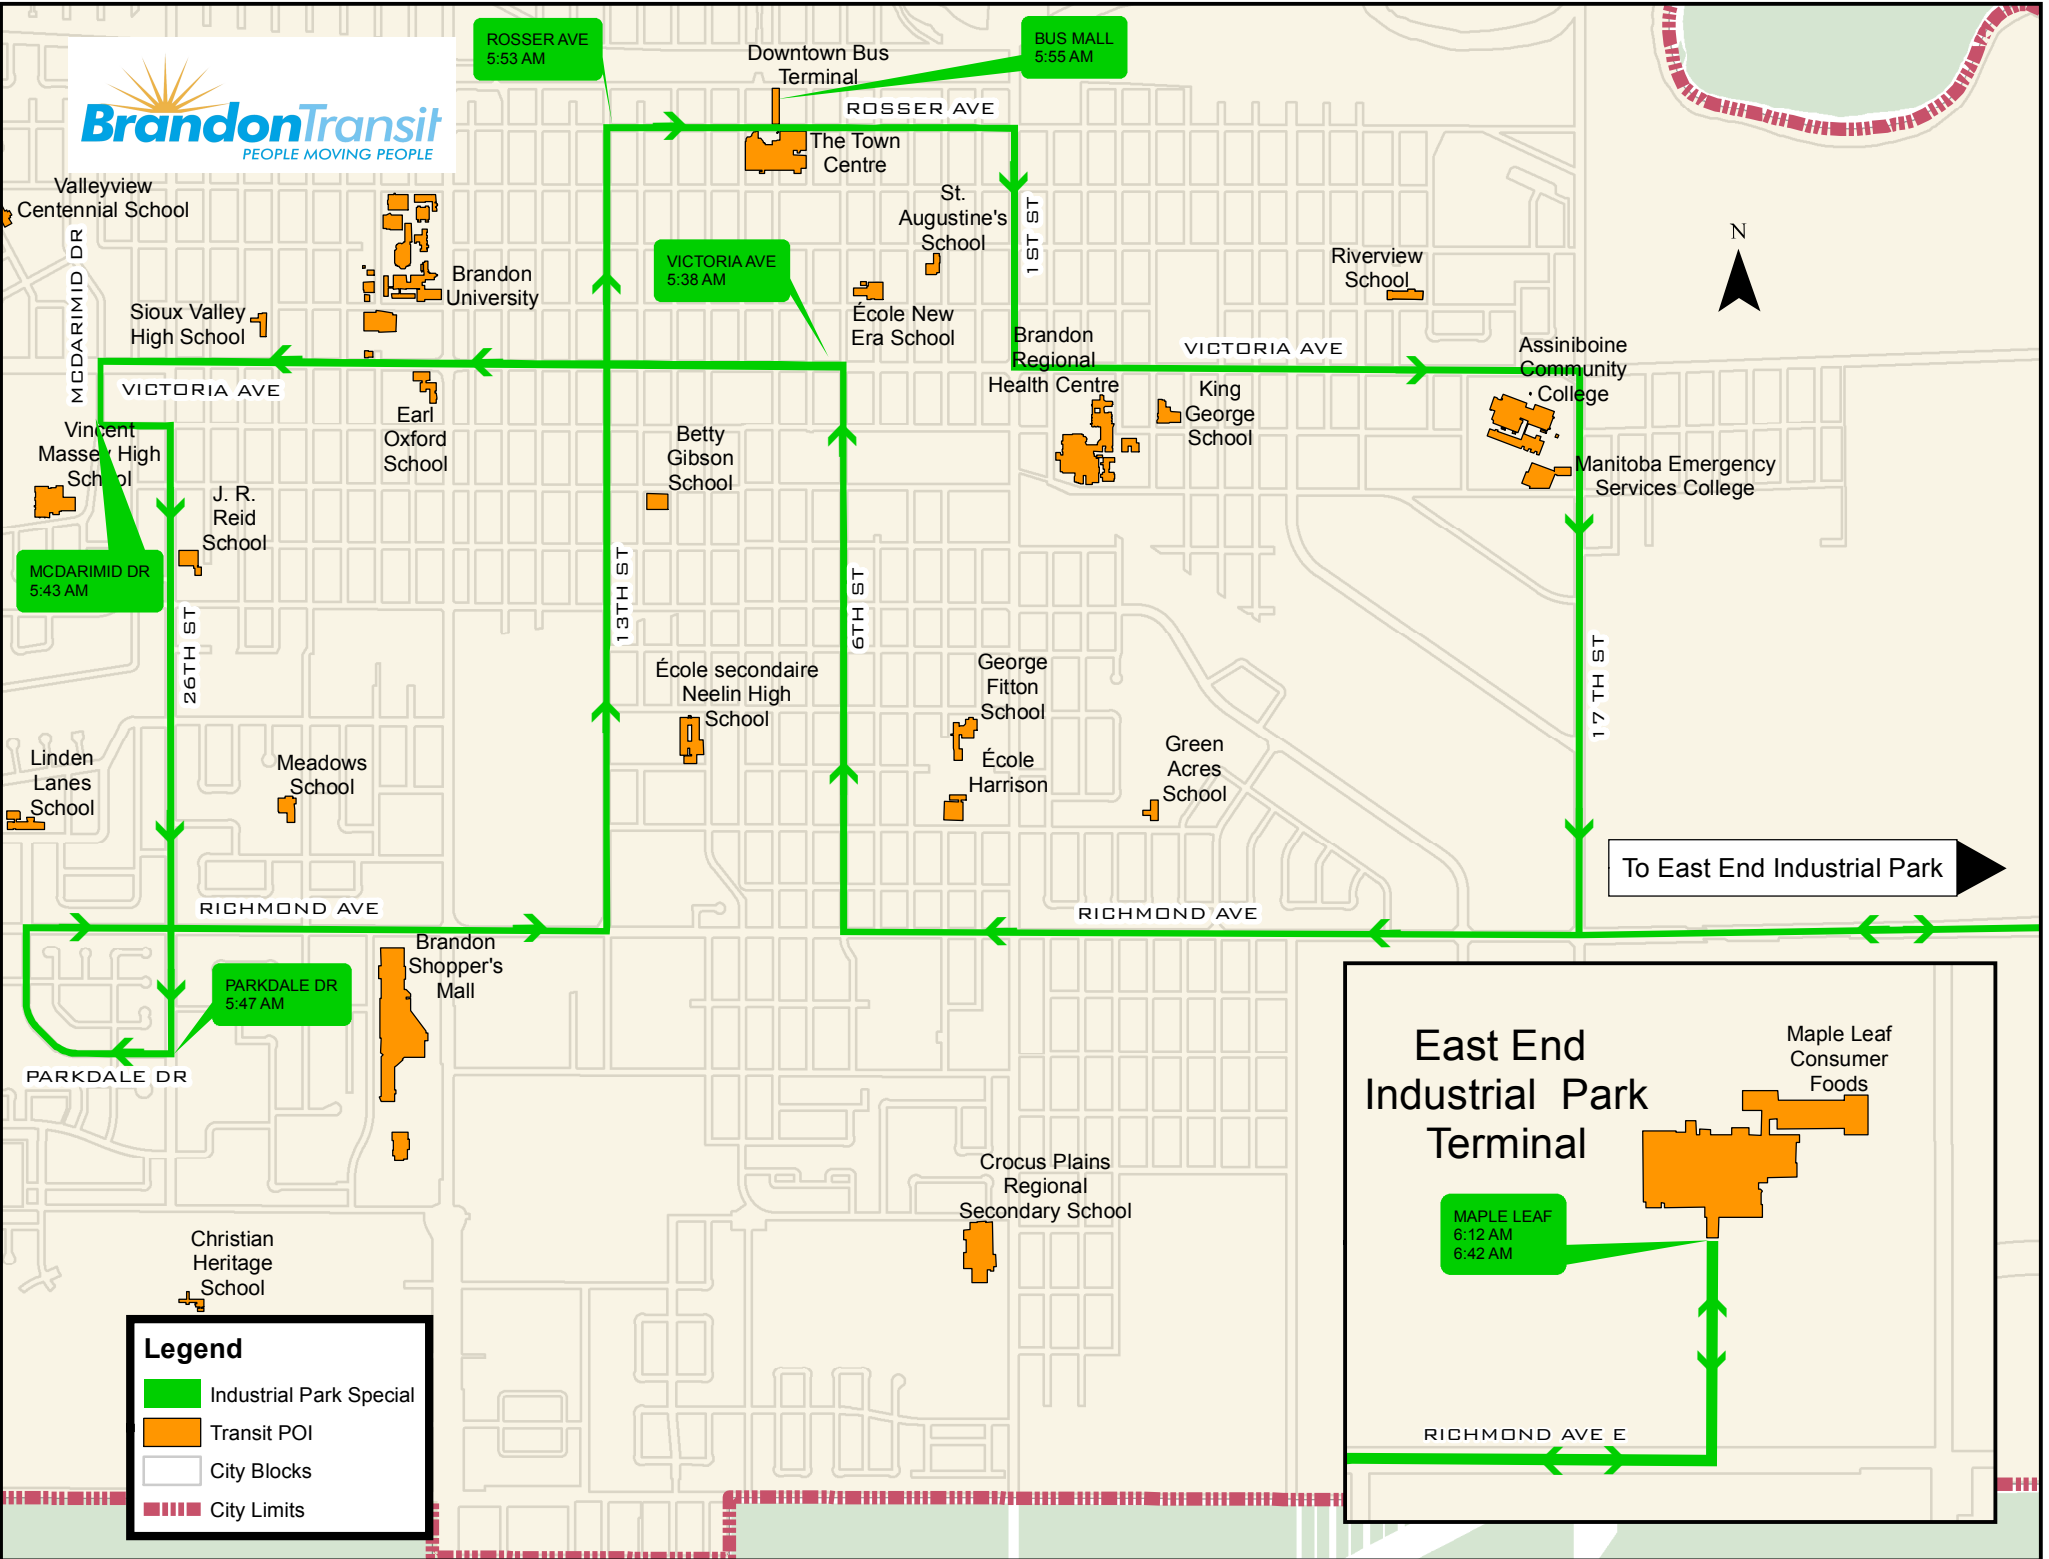 ROSSER AVE
5:53 AM
BUS MALL
5:55 AM
Downtown Bus
Terminal
ROSSER AVE
BrandonTransit
PEOPLE MOVING PEOPLE
The Town
Centre
Valleyview
Centennial School
St.
Augustine's
School
1ST ST
N
MCDARIMID DR
VICTORIA AVE
5:38 AM
Riverview
School
Brandon
University
Sioux Valley
High School
École New
Era School
Brandon
Regional
Health Centre
VICTORIA AVE
Assiniboine
Community
College
VICTORIA AVE
King
George
School
Earl
Oxford
School
Vincent
Massey High
School
Betty
Gibson
School
Manitoba Emergency
Services College
J. R.
Reid
School
MCDARIMID DR
5:43 AM
13TH ST
6TH ST
26TH ST
17 TH ST
École secondaire
Neelin High
School
George
Fitton
School
Linden
Lanes
School
Meadows
School
École
Harrison
Green
Acres
School
To East End Industrial Park
RICHMOND AVE
RICHMOND AVE
Brandon
Shopper's
Mall
PARKDALE DR
5:47 AM
PARKDALE DR
East End
Industrial Park
Terminal
Maple Leaf
Consumer
Foods
Crocus Plains
Regional
Secondary School
MAPLE LEAF
6:12 AM
6:42 AM
Christian
Heritage
School
Legend
Industrial Park Special
Transit POI
City Blocks
City Limits
RICHMOND AVE E